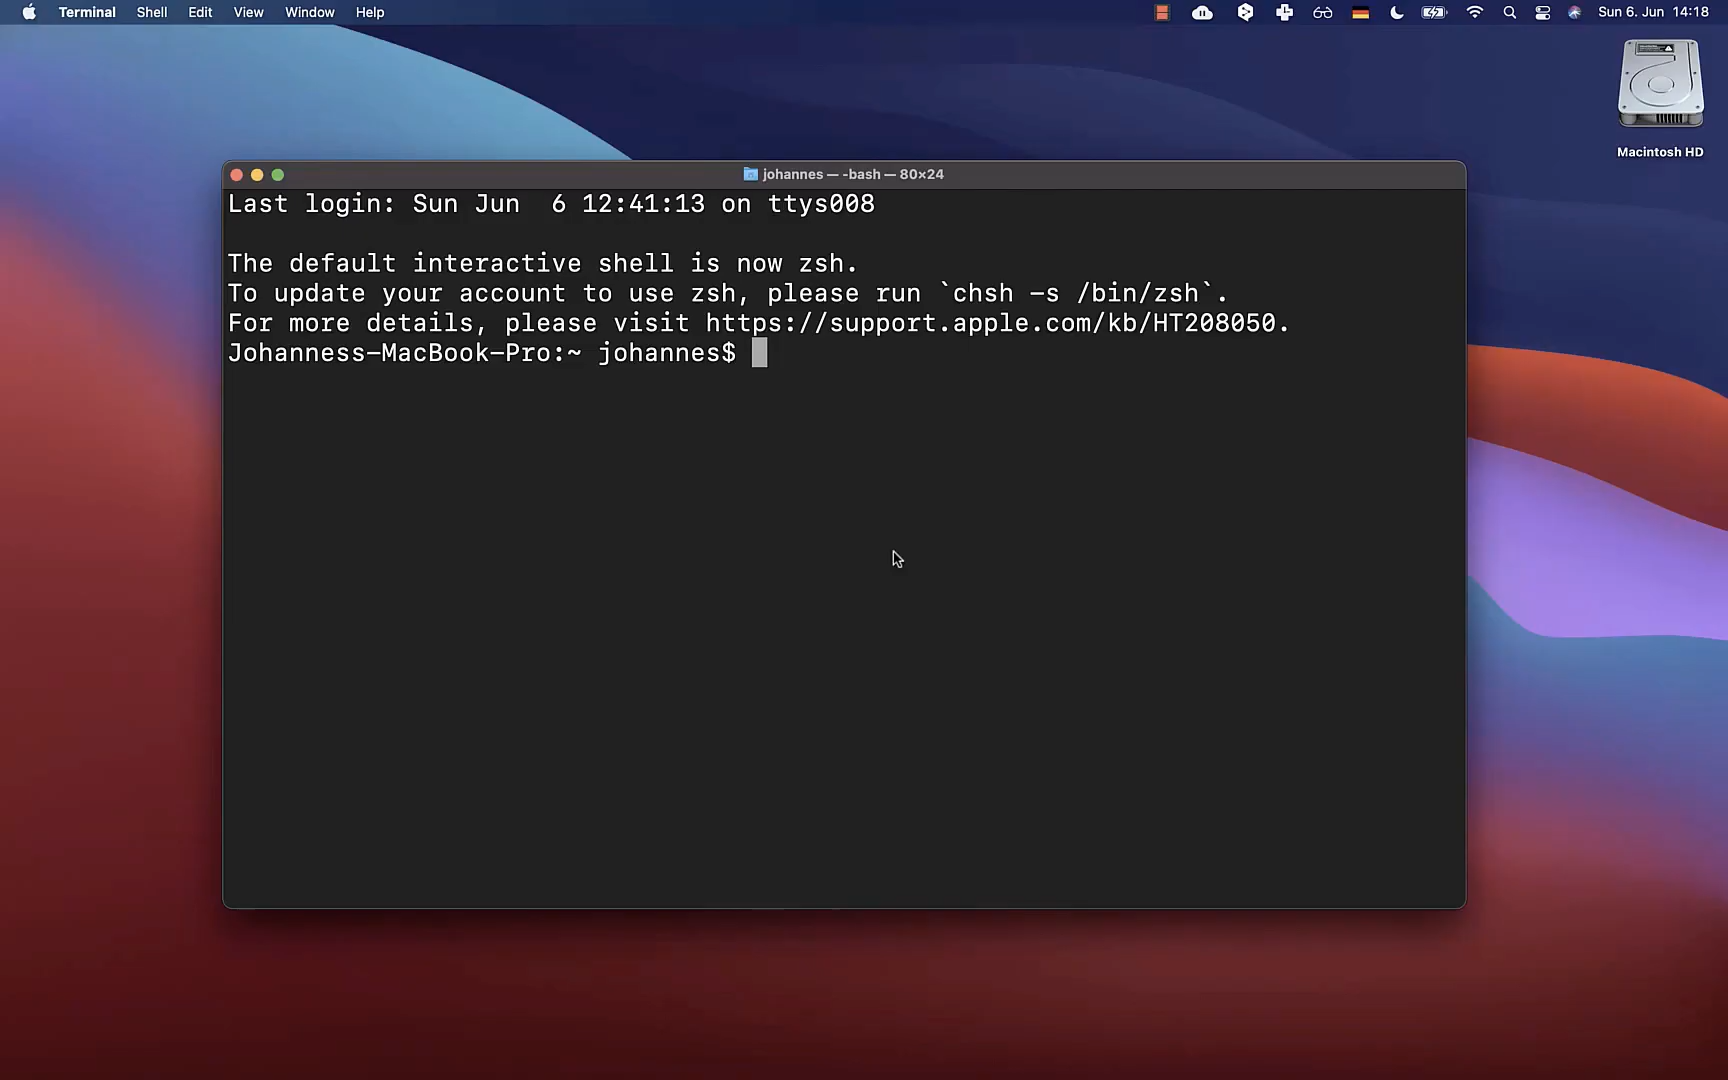 Terminal Shell Edit View Window Help Sun 6. Jun 14:18
Macintosh HD
johannes — -bash — 80×24
Last login: Sun Jun  6 12:41:13 on ttys008
The default interactive shell is now zsh.
To update your account to use zsh, please run `chsh -s /bin/zsh`.
For more details, please visit https://support.apple.com/kb/HT208050.
Johanness-MacBook-Pro:~ johannes$